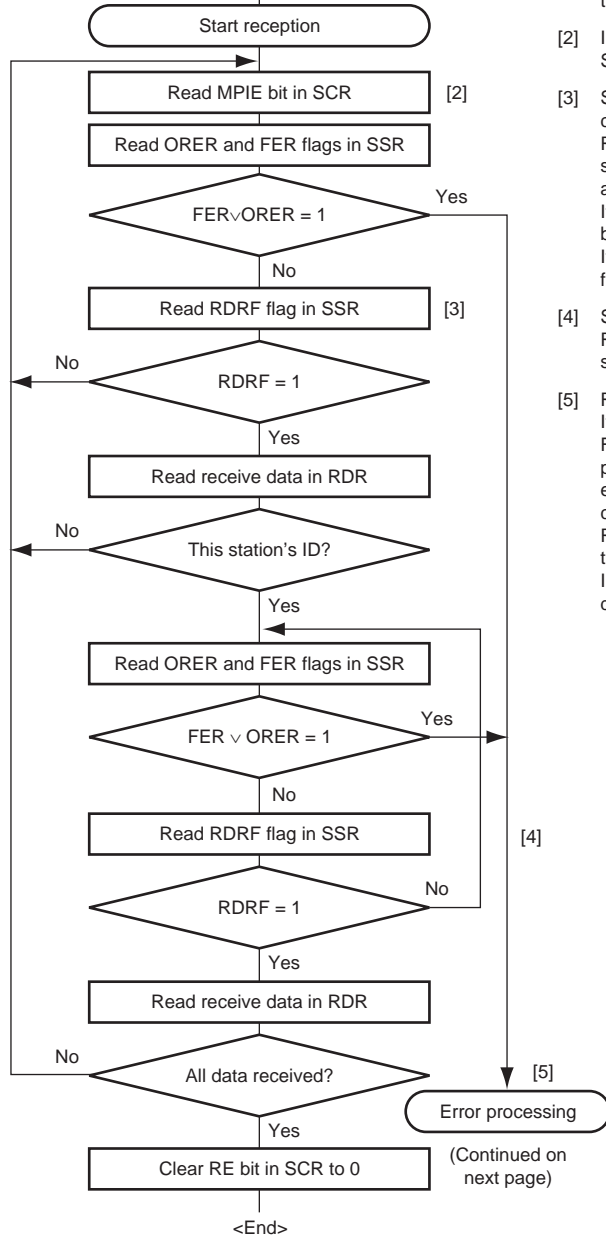 Start reception
Read MPIE bit in SCR [2]
Read ORER and FER flags in SSR
FER∨ORER = 1
Yes
No
Read RDRF flag in SSR [3]
RDRF = 1
No
Yes
Read receive data in RDR
This station's ID?
No
Yes
Read ORER and FER flags in SSR
FER ∨ ORER = 1
Yes
No
Read RDRF flag in SSR
[4]
RDRF = 1
No
Yes
Read receive data in RDR
All data received?
No
Yes
[5]
Error processing
(Continued on
next page)
Clear RE bit in SCR to 0
<End>
[2]
[3]
[4]
[5]